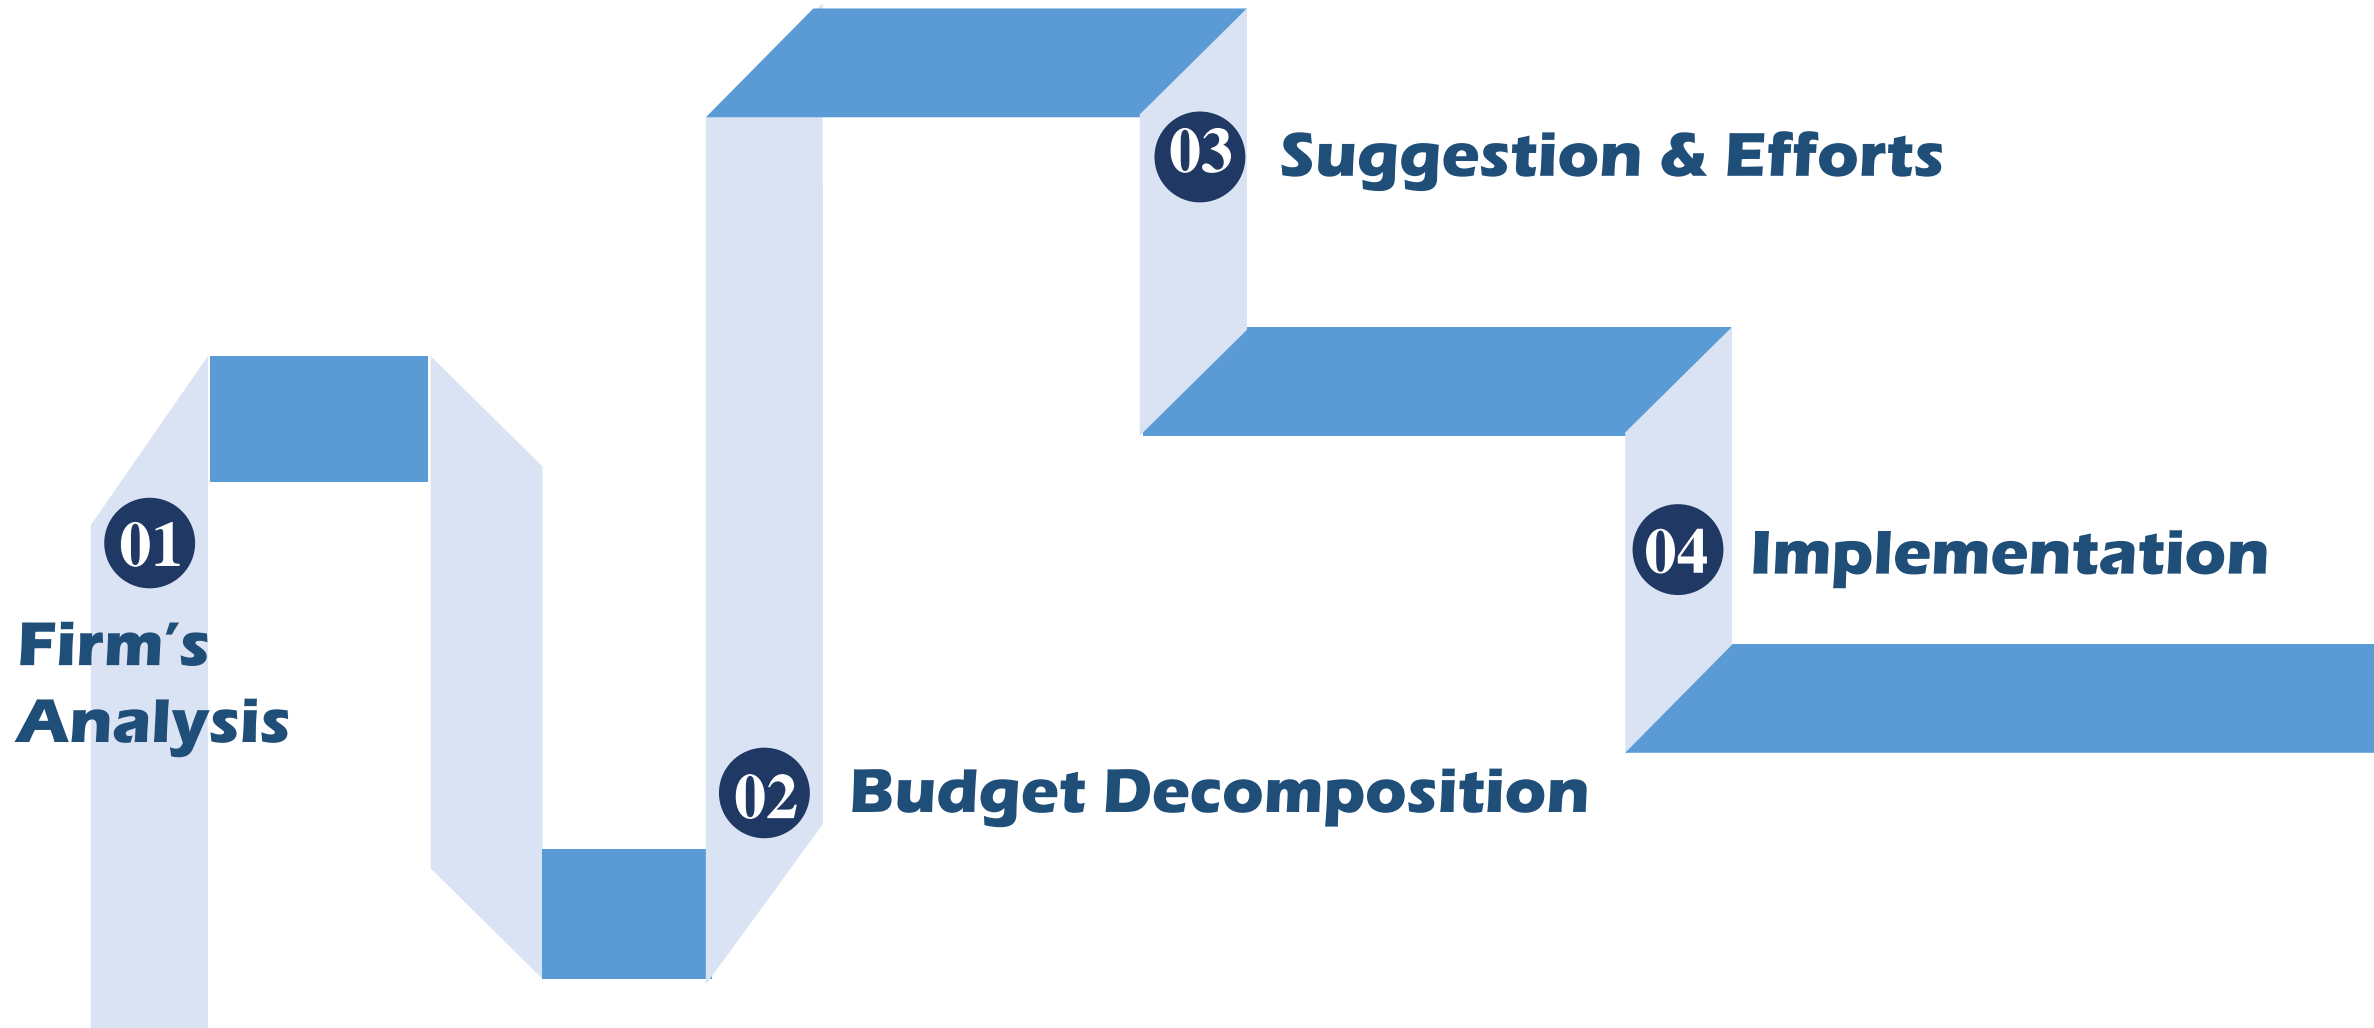 01
Firm’s
Analysis
02
Budget Decomposition
03
Suggestion & Efforts
04
Implementation